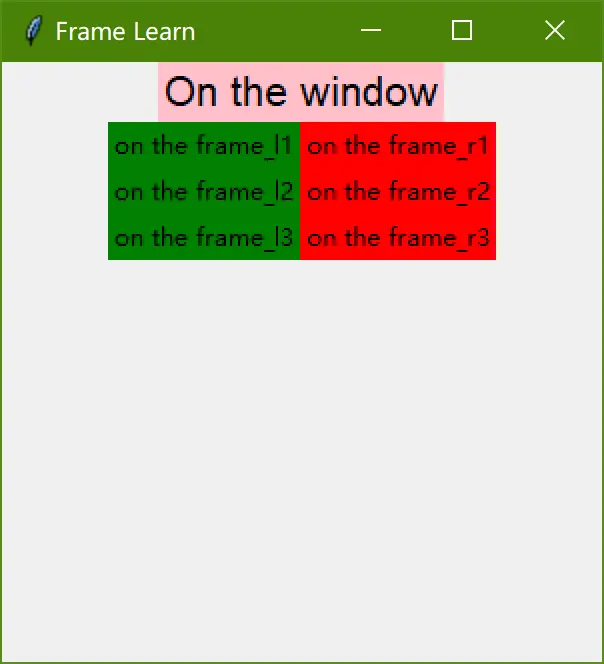 Frame Learn
On the window
on the frame_l1 on the frame_r1
on the frame_l2 on the frame_r2
on the frame_l3 on the frame_r3